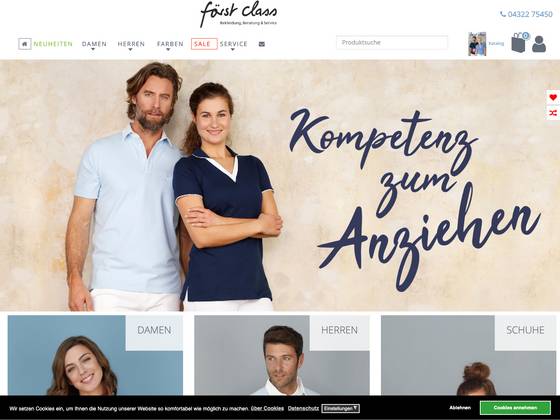 först class
Bekleidung, Beratung & Service
04322 75450
NEUHEITEN DAMEN HERREN FARBEN SALE SERVICE
Produktsuche
Katalog
0
Kompetenz
zum
Anziehen
DAMEN
HERREN
SCHUHE
Wir setzen Cookies ein, um Ihnen die Nutzung unserer Website so komfortabel wie möglich zu machen. über Cookies Datenschutz Einstellungen
Ablehnen
Cookies annehmen